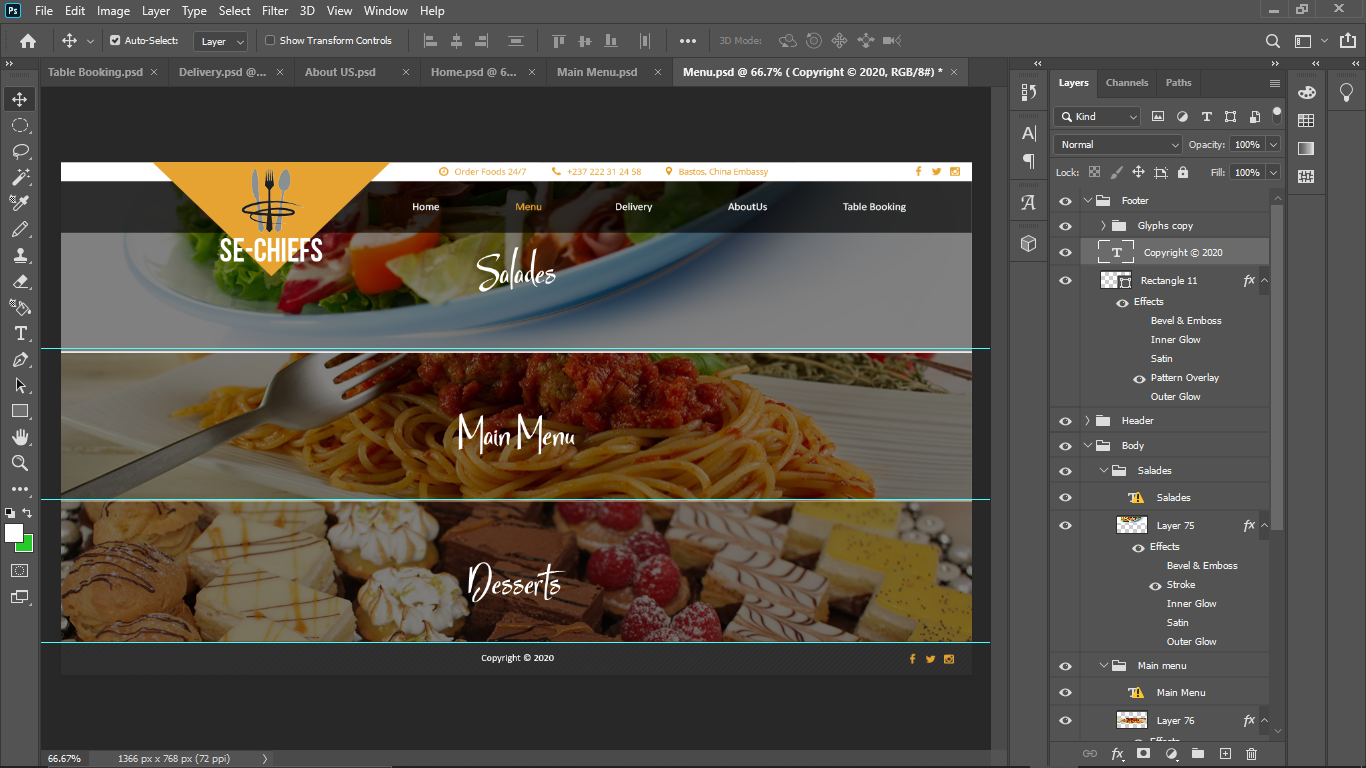 Ps File Edit Image Layer Type Select Filter 3D View Window Help
Auto-Select: Layer Show Transform Controls 3D Mode:
Table Booking.psd Delivery.psd @... About US.psd Home.psd @ 6... Main Menu.psd Menu.psd @ 66.7% ( Copyright © 2020, RGB/8#) *
Order Foods 24/7 +237 222 31 24 58 Bastos, China Embassy
Home Menu Delivery AboutUs Table Booking
SE-CHIEFS
Salades
Main Menu
Desserts
Copyright © 2020
66.67% 1366 px x 768 px (72 ppi)
Layers Channels Paths
Kind
Normal Opacity: 100%
Lock: Fill: 100%
Footer
Glyphs copy
Copyright © 2020
Rectangle 11 fx
Effects
Bevel & Emboss
Inner Glow
Satin
Pattern Overlay
Outer Glow
Header
Body
Salades
Salades
Layer 75 fx
Effects
Bevel & Emboss
Stroke
Inner Glow
Satin
Outer Glow
Main menu
Main Menu
Layer 76 fx
Effects
fx